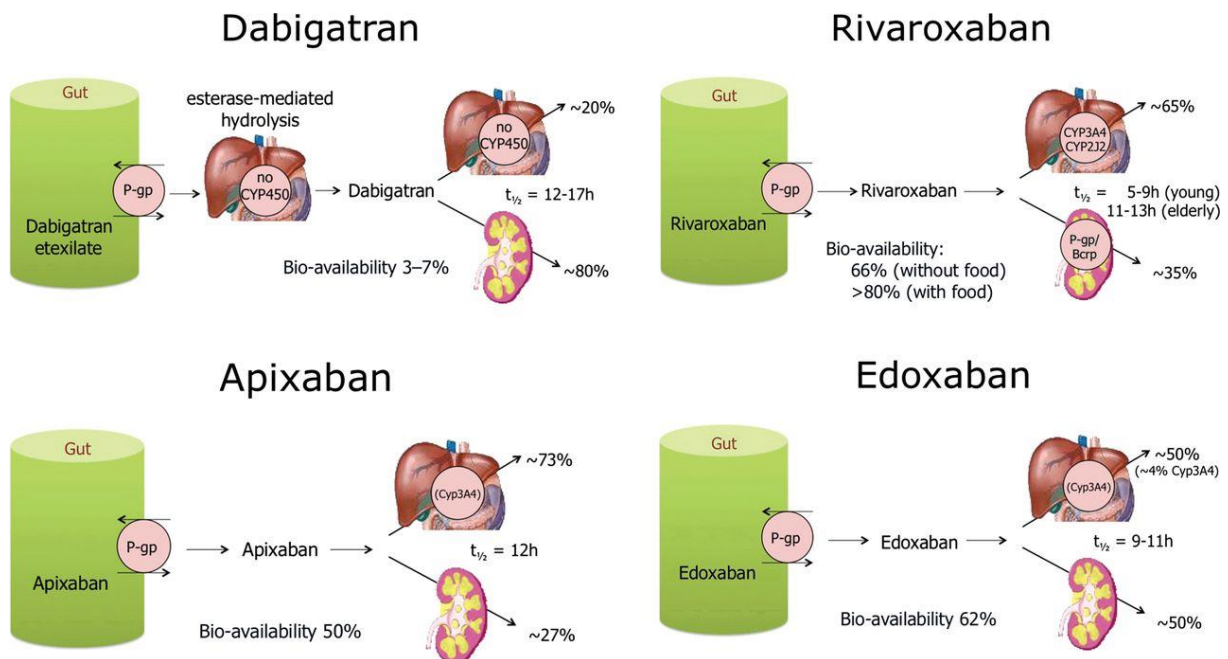 Dabigatran
Gut
P-gp
Dabigatran
etexilate
esterase-mediated
hydrolysis
no
CYP450
Dabigatran
no
CYP450
~20%
t½ = 12-17h
Bio-availability 3–7%
~80%
Rivaroxaban
Gut
P-gp
Rivaroxaban
Rivaroxaban
CYP3A4
CYP2J2
~65%
t½ = 5-9h (young)
11-13h (elderly)
Bio-availability:
66% (without food)
>80% (with food)
P-gp/
Bcrp
~35%
Apixaban
Gut
P-gp
Apixaban
Apixaban
(Cyp3A4)
~73%
t½ = 12h
Bio-availability 50%
~27%
Edoxaban
Gut
P-gp
Edoxaban
Edoxaban
(Cyp3A4)
~50%
(~4% Cyp3A4)
t½ = 9-11h
Bio-availability 62%
~50%